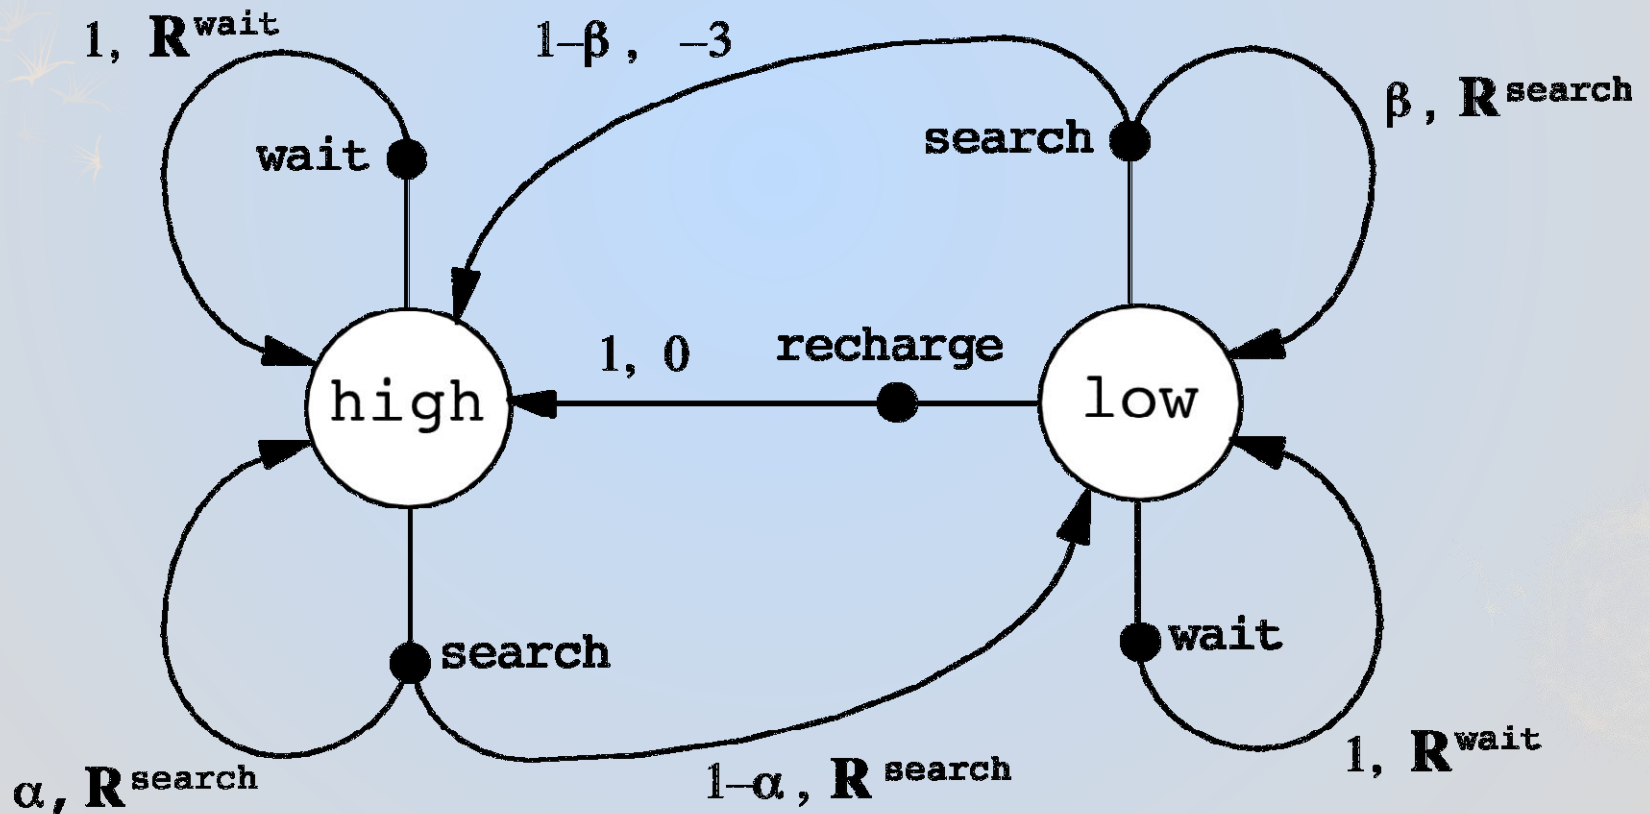 1, R^wait
1–β , –3
β , R^search
wait
search
1, 0
recharge
high
low
search
wait
α, R^search
1–α , R^search
1, R^wait